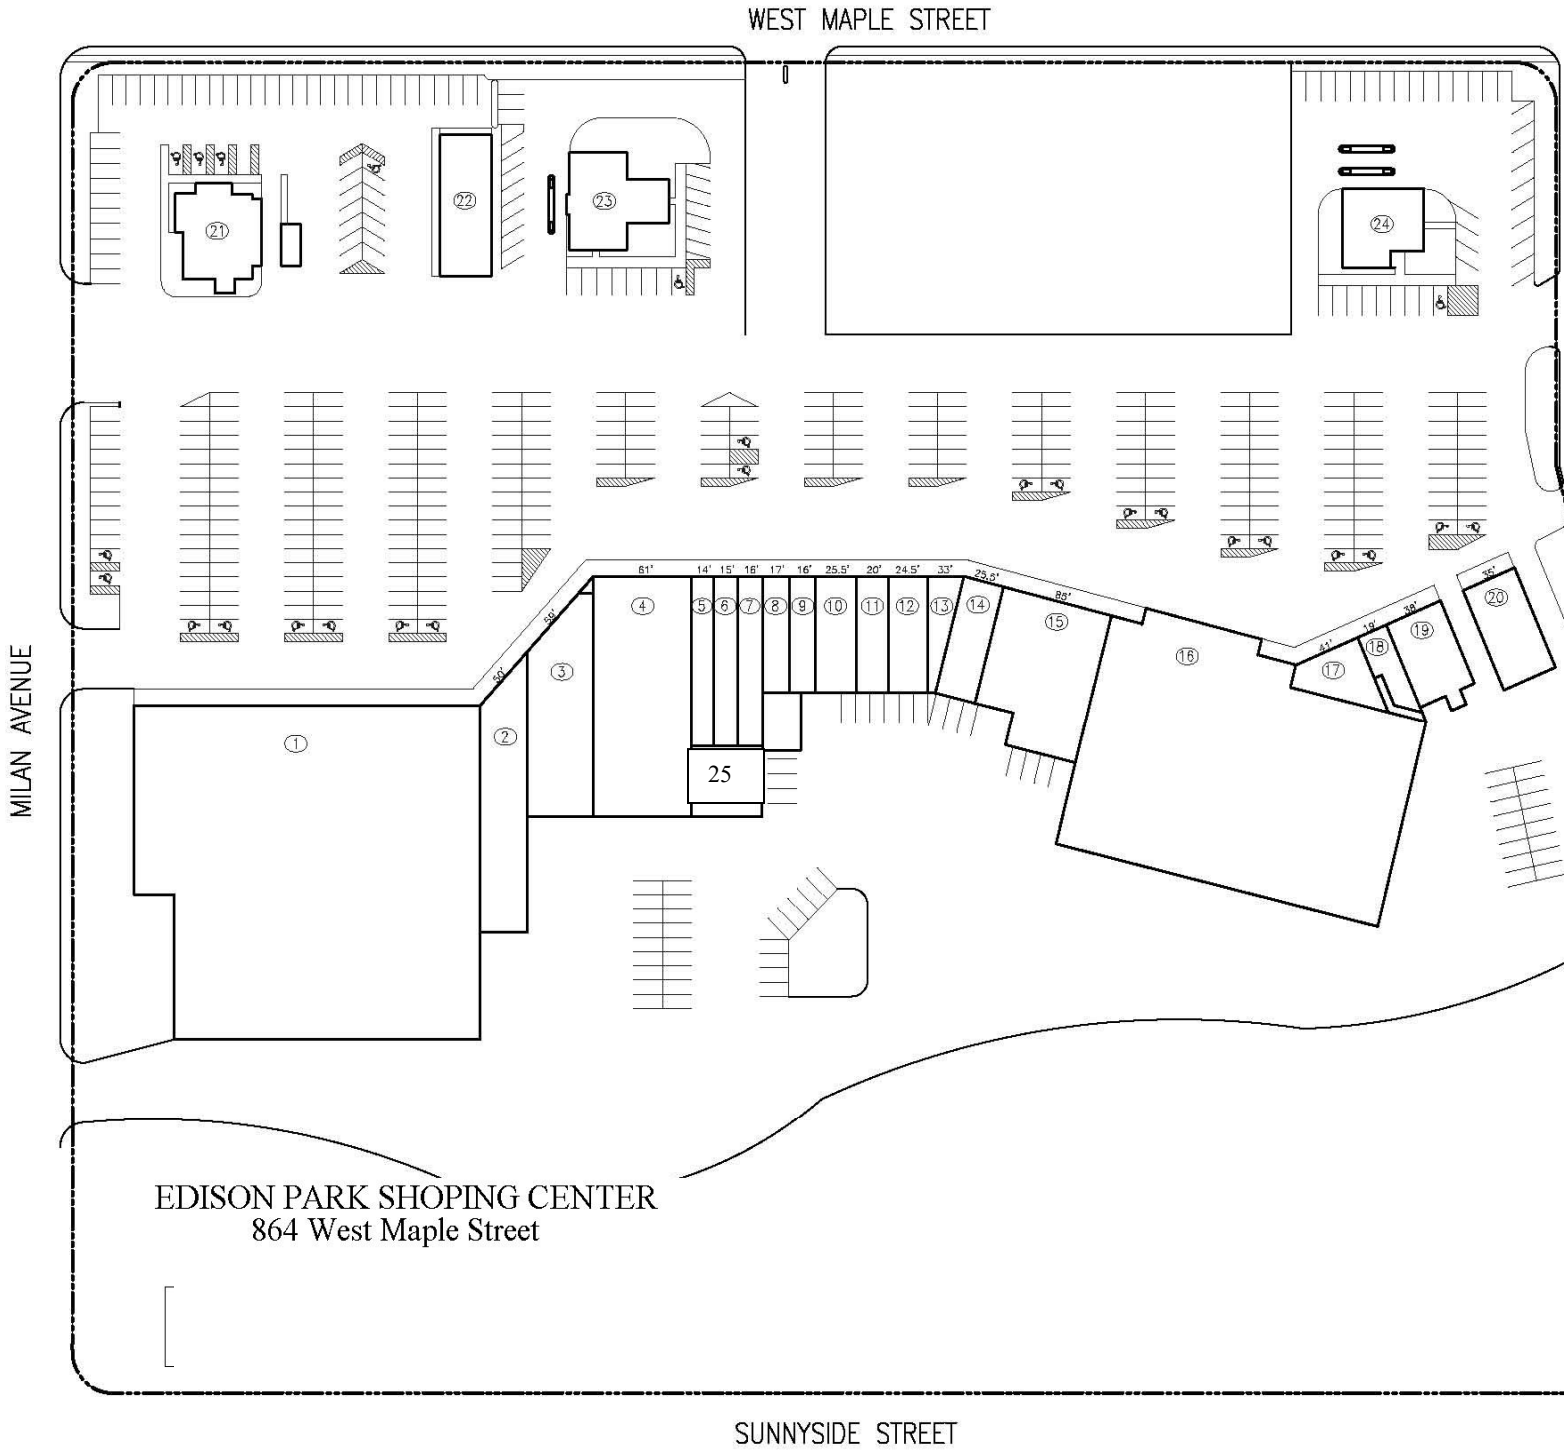 WEST MAPLE STREET
21
22
23
24
61' 14' 15' 16' 17' 16' 25.5' 20' 24.5' 33' 25.5' 85'
41' 19' 38' 35'
50' 59'
4 5 6 7 8 9 10 11 12 13 14 15 16 17 18 19 20
3
2
1
25
MILAN AVENUE
EDISON PARK SHOPING CENTER
864 West Maple Street
SUNNYSIDE STREET